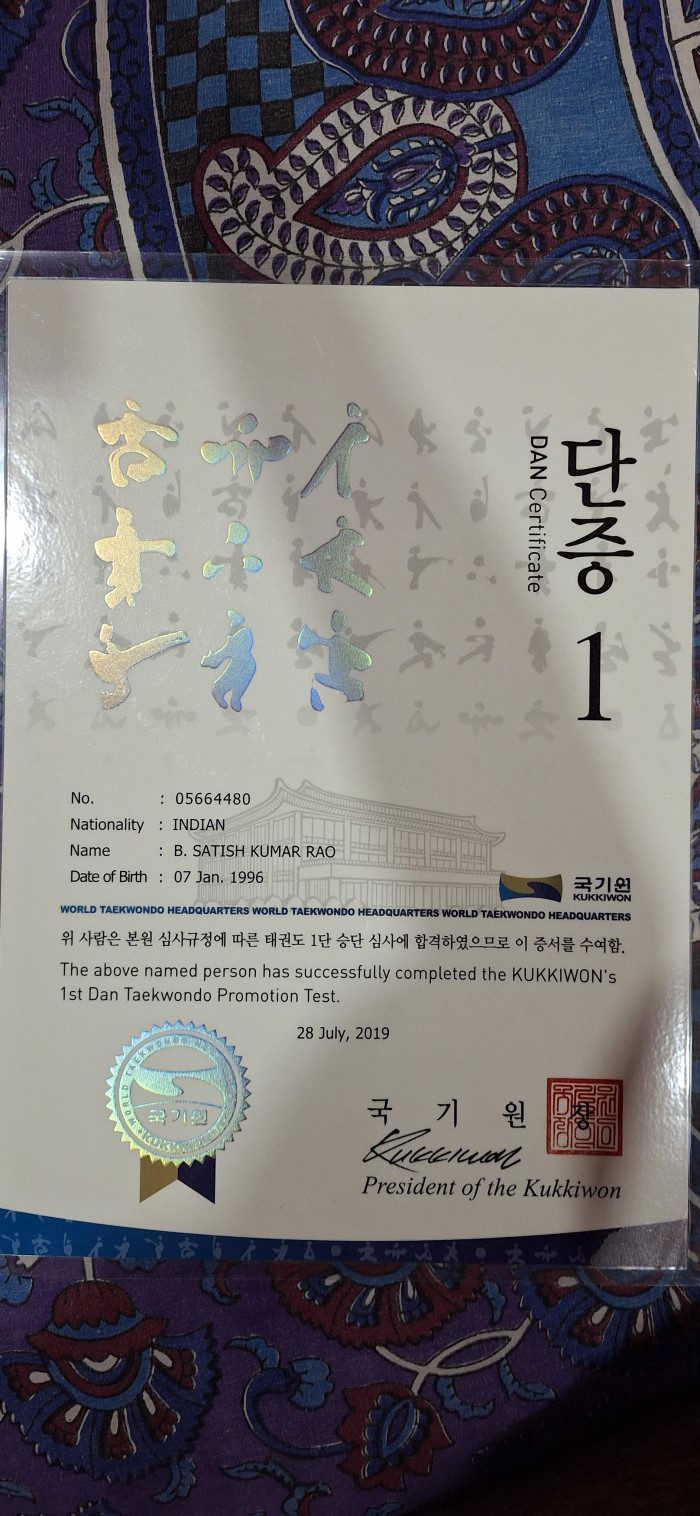 단증
DAN Certificate
1
No. : 05664480
Nationality : INDIAN
Name : B. SATISH KUMAR RAO
Date of Birth : 07 Jan. 1996
국기원
KUKKIWON
WORLD TAEKWONDO HEADQUARTERS WORLD TAEKWONDO HEADQUARTERS WORLD TAEKWONDO HEADQUARTERS
위 사람은 본원 심사규정에 따른 태권도 1단 승단 심사에 합격하였으므로 이 증서를 수여함.
The above named person has successfully completed the KUKKIWON's
1st Dan Taekwondo Promotion Test.
28 July, 2019
국기원
국 기 원 장
Kukkiwon
President of the Kukkiwon